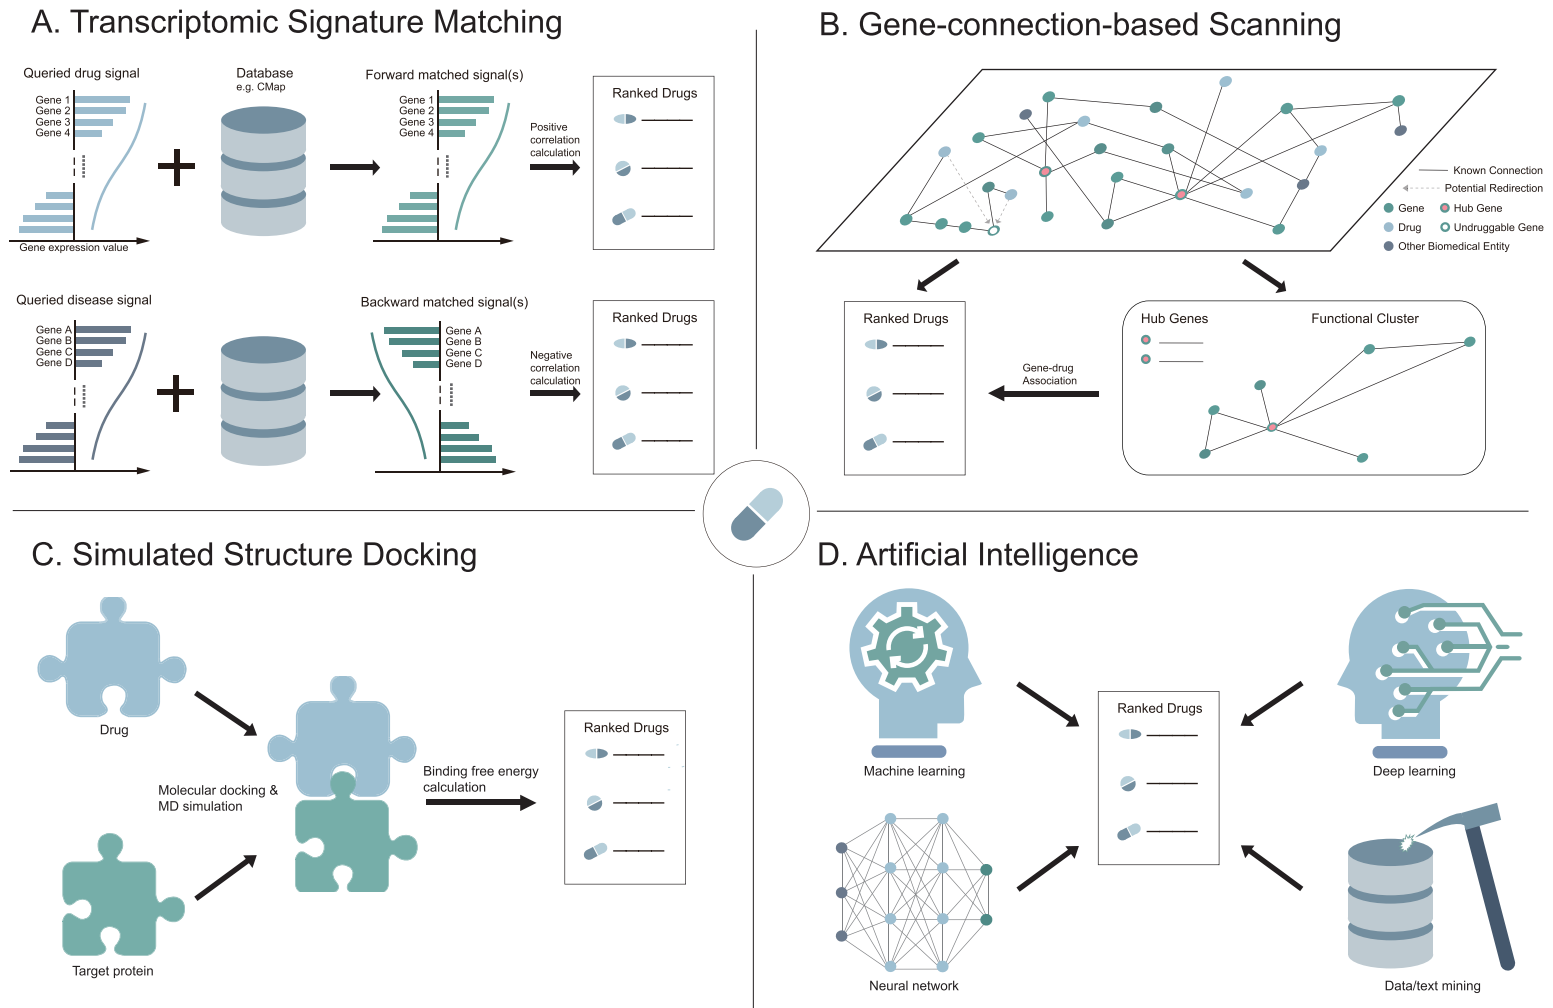 A. Transcriptomic Signature Matching
Queried drug signal
Gene 1
Gene 2
Gene 3
Gene 4
Gene expression value
Database
e.g. CMap
Forward matched signal(s)
Gene 1
Gene 2
Gene 3
Gene 4
Positive
correlation
calculation
Ranked Drugs
Queried disease signal
Gene A
Gene B
Gene C
Gene D
Backward matched signal(s)
Gene A
Gene B
Gene C
Gene D
Negative
correlation
calculation
Ranked Drugs
B. Gene-connection-based Scanning
Known Connection
Potential Redirection
Gene
Hub Gene
Drug
Undruggable Gene
Other Biomedical Entity
Ranked Drugs
Gene-drug
Association
Hub Genes
Functional Cluster
C. Simulated Structure Docking
Drug
Molecular docking &
MD simulation
Target protein
Binding free energy
calculation
Ranked Drugs
D. Artificial Intelligence
Machine learning
Deep learning
Ranked Drugs
Neural network
Data/text mining